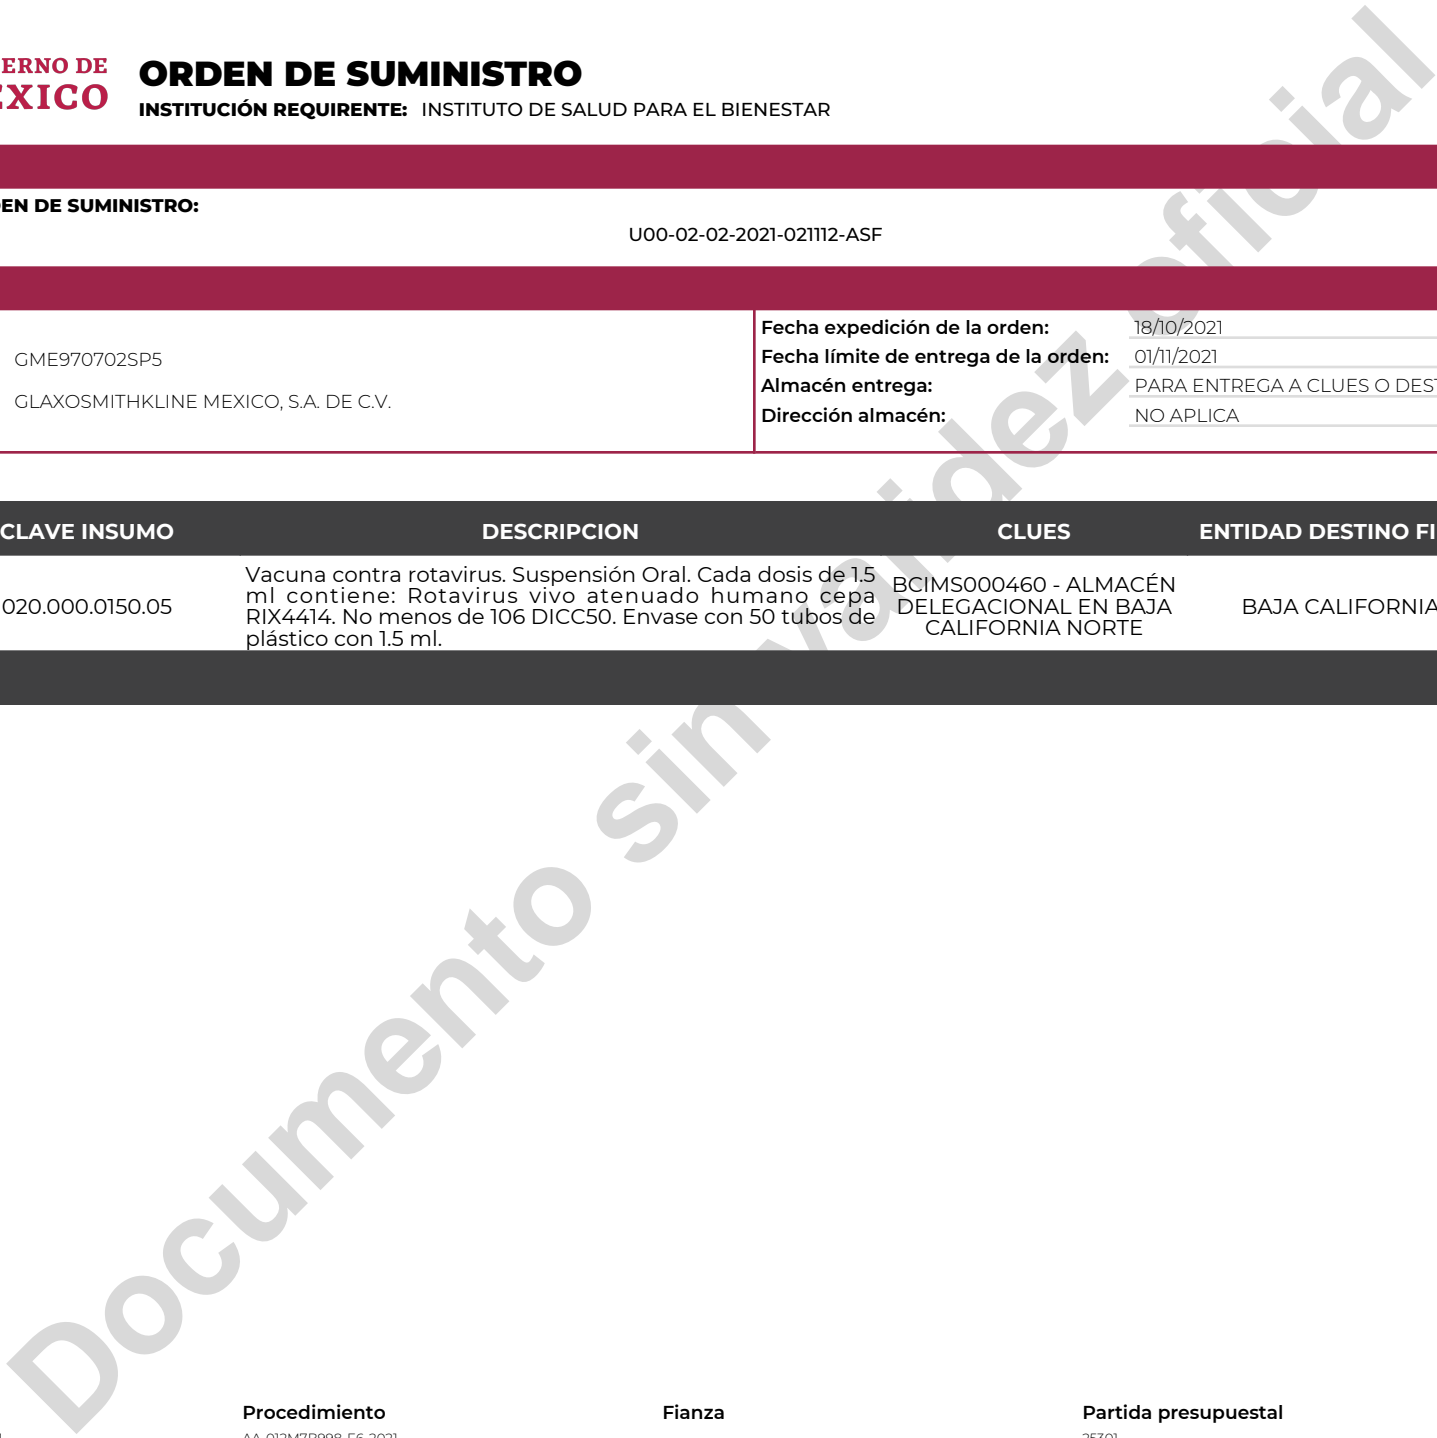 ERNO DE
EXICO
ORDEN DE SUMINISTRO
INSTITUCIÓN REQUIRENTE: INSTITUTO DE SALUD PARA EL BIENESTAR
EN DE SUMINISTRO:
U00-02-02-2021-021112-ASF
GME970702SP5
GLAXOSMITHKLINE MEXICO, S.A. DE C.V.
Fecha expedición de la orden: 18/10/2021
Fecha límite de entrega de la orden: 01/11/2021
Almacén entrega: PARA ENTREGA A CLUES O DEST
Dirección almacén: NO APLICA
CLAVE INSUMO DESCRIPCION CLUES ENTIDAD DESTINO FI
020.000.0150.05
Vacuna contra rotavirus. Suspensión Oral. Cada dosis de 1.5
ml contiene: Rotavirus vivo atenuado humano cepa
RIX4414. No menos de 106 DICC50. Envase con 50 tubos de
plástico con 1.5 ml.
BCIMS000460 - ALMACÉN
DELEGACIONAL EN BAJA
CALIFORNIA NORTE
BAJA CALIFORNIA
Documento sin validez oficial
Procedimiento Fianza Partida presupuestal